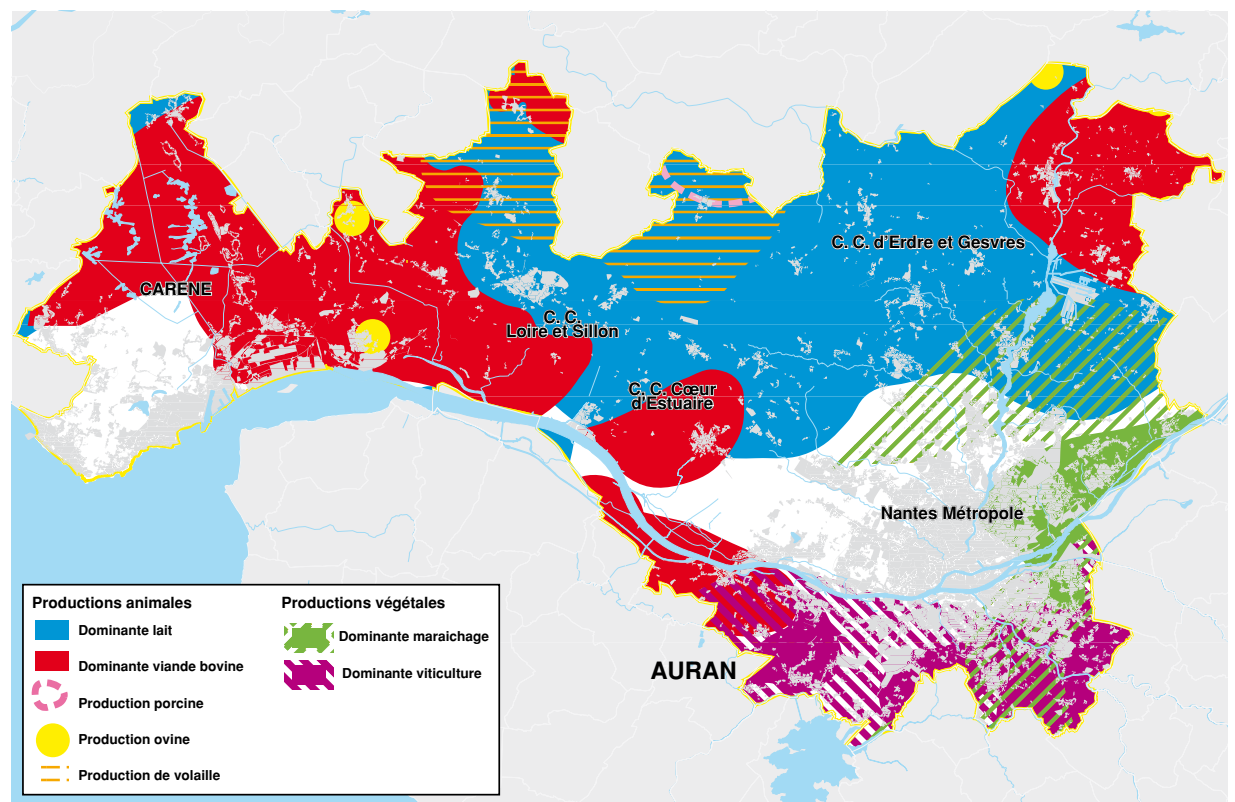 C. C. d'Erdre et Gesvres
CARENE
C. C.
Loire et Sillon
C. C. Cœur
d'Estuaire
Nantes Métropole
AURAN
Productions animales
Dominante lait
Dominante viande bovine
Production porcine
Production ovine
Production de volaille
Productions végétales
Dominante maraichage
Dominante viticulture